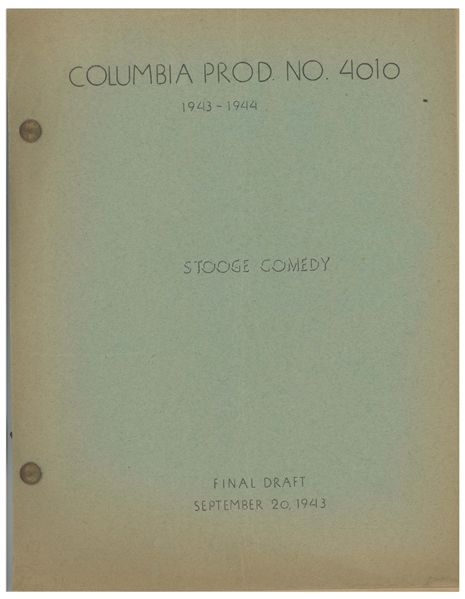 COLUMBIA PROD. NO. 4010
1943-1944
STOOGE COMEDY
FINAL DRAFT
SEPTEMBER 20, 1943